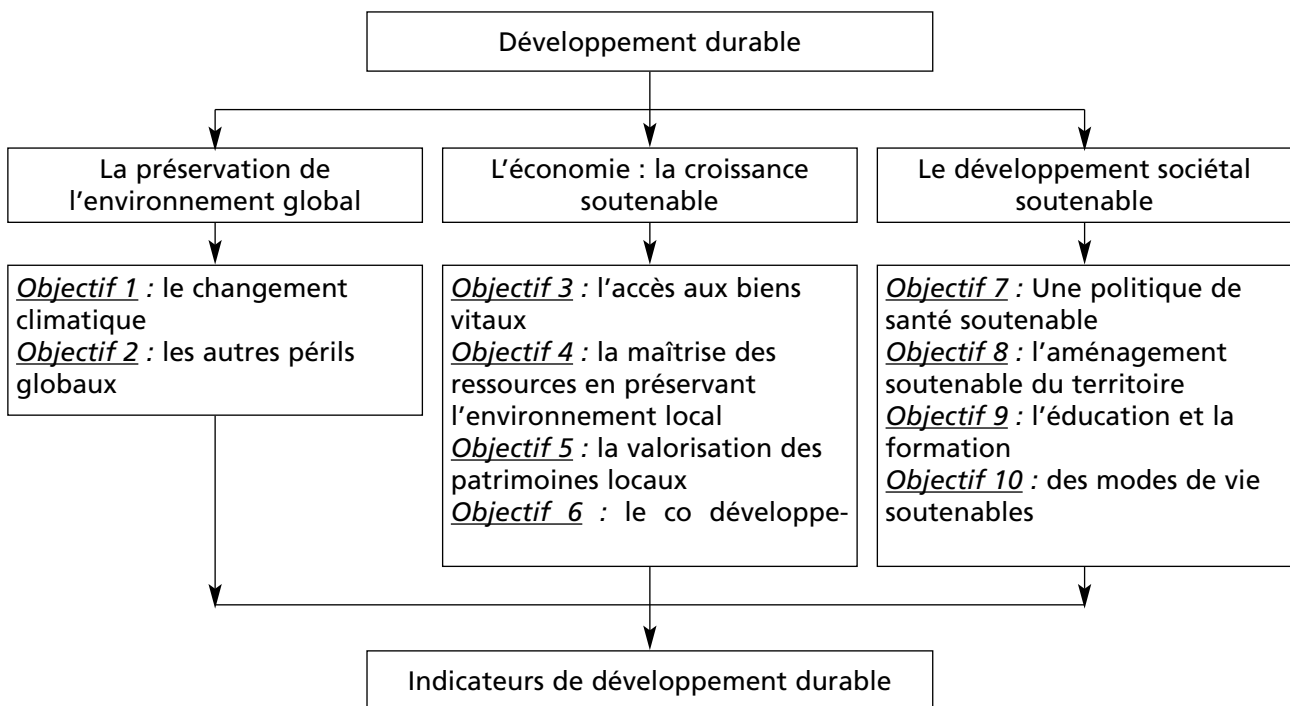 Développement durable
La préservation de
l'environnement global
L'économie : la croissance
soutenable
Le développement sociétal
soutenable
Objectif 1 : le changement
climatique
Objectif 2 : les autres périls
globaux
Objectif 3 : l'accès aux biens
vitaux
Objectif 4 : la maîtrise des
ressources en préservant
l'environnement local
Objectif 5 : la valorisation des
patrimoines locaux
Objectif 6 : le co développe-
Objectif 7 : Une politique de
santé soutenable
Objectif 8 : l'aménagement
soutenable du territoire
Objectif 9 : l'éducation et la
formation
Objectif 10 : des modes de vie
soutenables
Indicateurs de développement durable